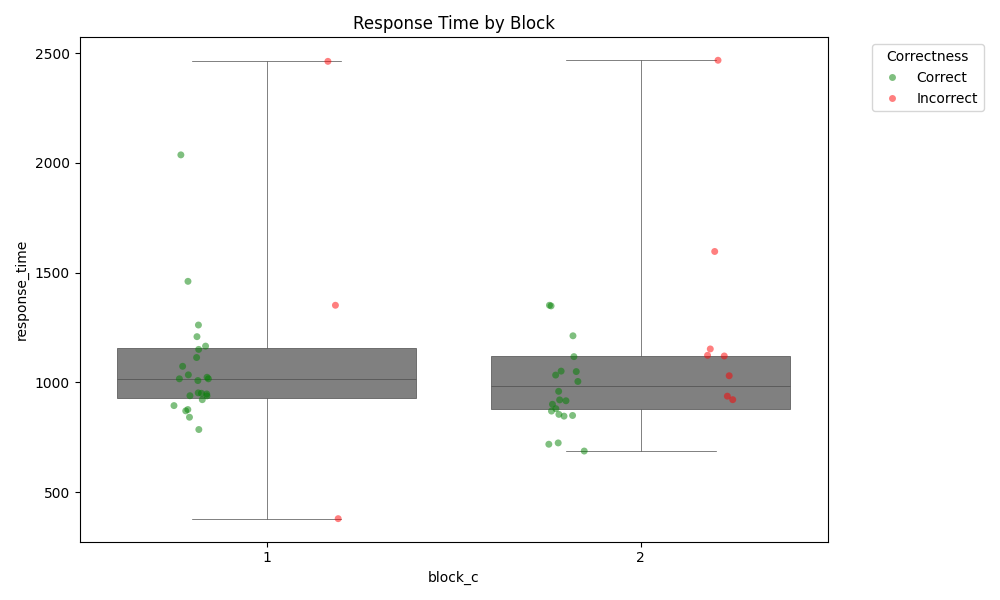 Response Time by Block
Correctness
Correct
Incorrect
response_time
2500
2000
1500
1000
500
1
2
block_c